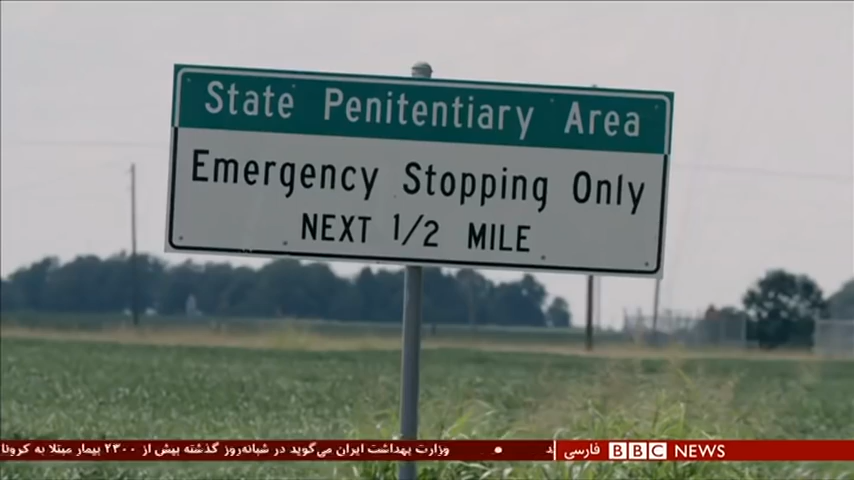 State Penitentiary Area
Emergency Stopping Only
NEXT 1/2 MILE
وزارت بهداشت ایران می‌گوید در شبانه‌روز گذشته بیش از ۲۳۰۰ بیمار مبتلا به کرونا
BBC NEWS فارسی